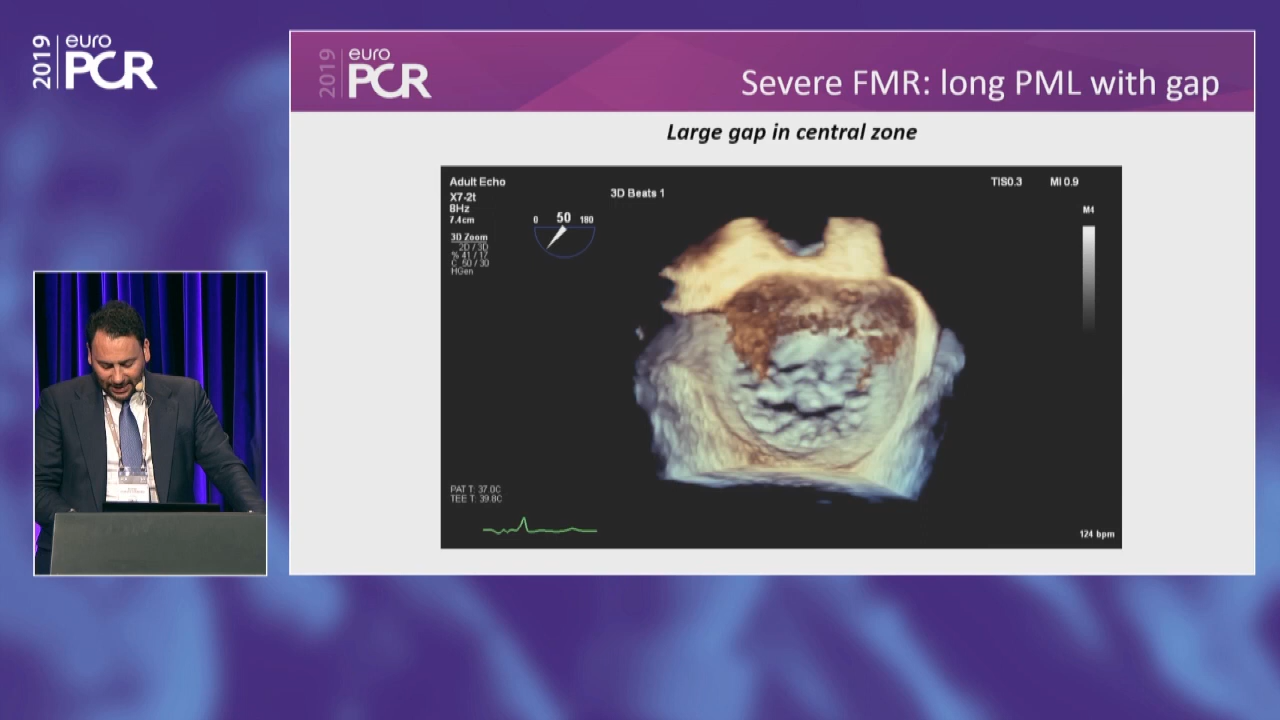 2019
euro
PCR
2019
euro
PCR
Severe FMR: long PML with gap
Large gap in central zone
Adult Echo
X7-2t
8Hz
7.4cm
3D Zoom
2D / 3D
% 41 / 17
C 50 / 30
HGen
3D Beats 1
0 50 180
TIS0.3 MI 0.9
M4
PAT T: 37.0C
TEE T: 39.8C
124 bpm